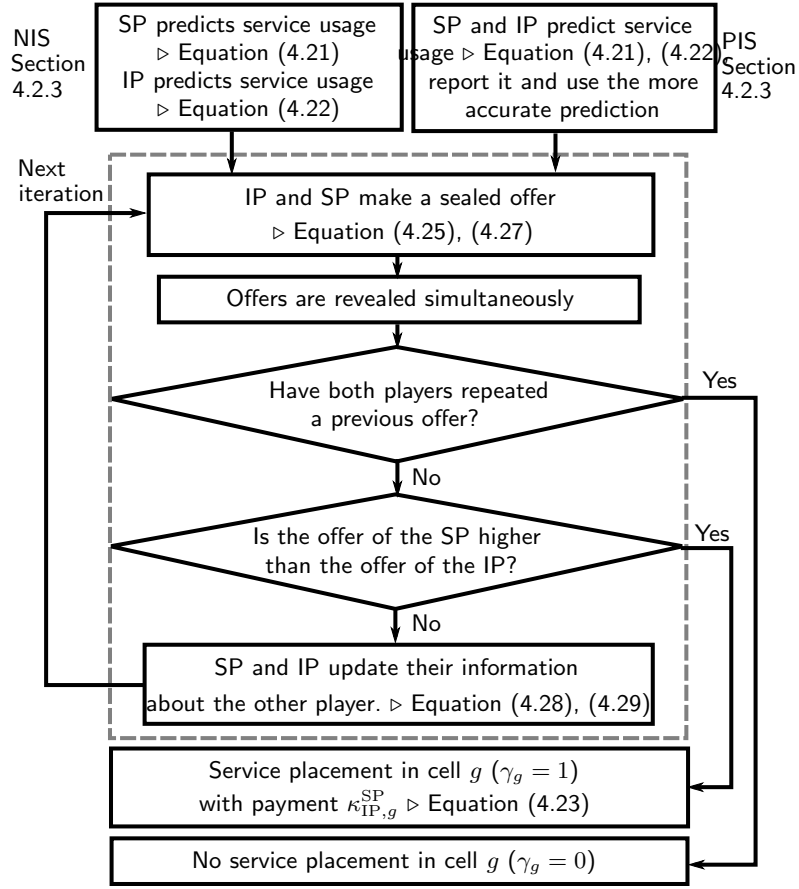 NIS
Section
4.2.3
SP predicts service usage
▷ Equation (4.21)
IP predicts service usage
▷ Equation (4.22)
SP and IP predict service
usage ▷ Equation (4.21), (4.22),
report it and use the more
accurate prediction
PIS
Section
4.2.3
Next
iteration
IP and SP make a sealed offer
▷ Equation (4.25), (4.27)
Offers are revealed simultaneously
Have both players repeated
a previous offer?
Yes
No
Is the offer of the SP higher
than the offer of the IP?
Yes
No
SP and IP update their information
about the other player. ▷ Equation (4.28), (4.29)
Service placement in cell g (γ_g = 1)
with payment κ^SP_IP,g ▷ Equation (4.23)
No service placement in cell g (γ_g = 0)